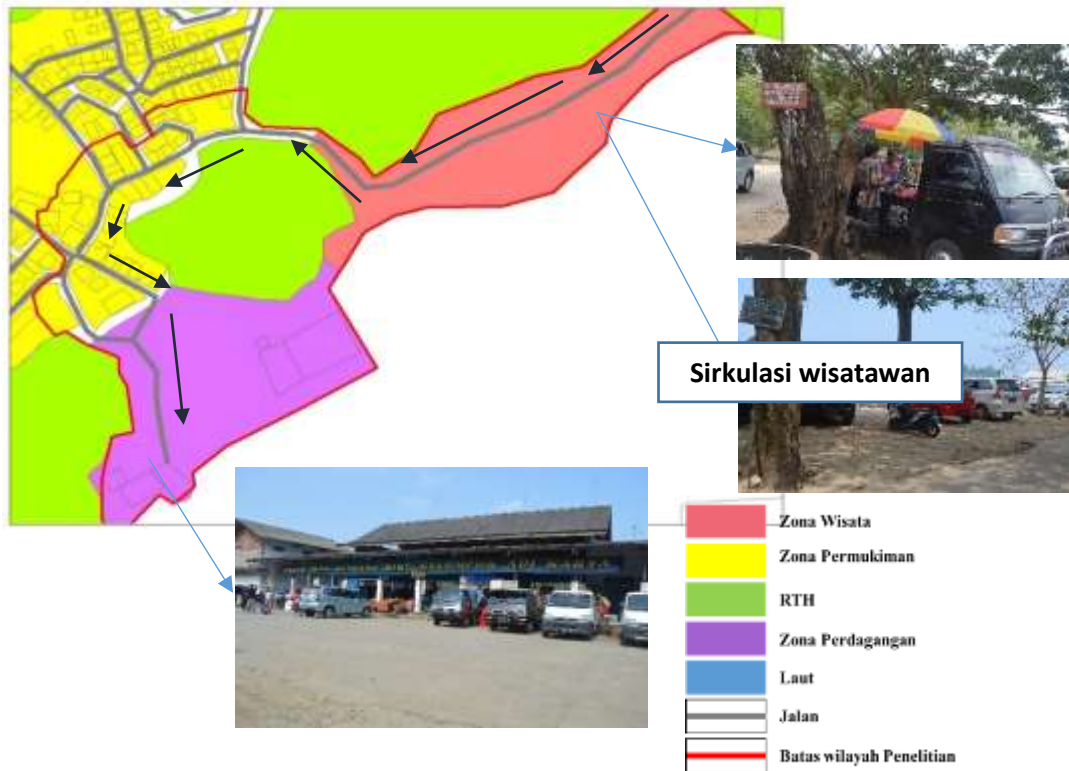 Sirkulasi wisatawan
Zona Wisata
Zona Permukiman
RTH
Zona Perdagangan
Laut
Jalan
Batas wilayah Penelitian